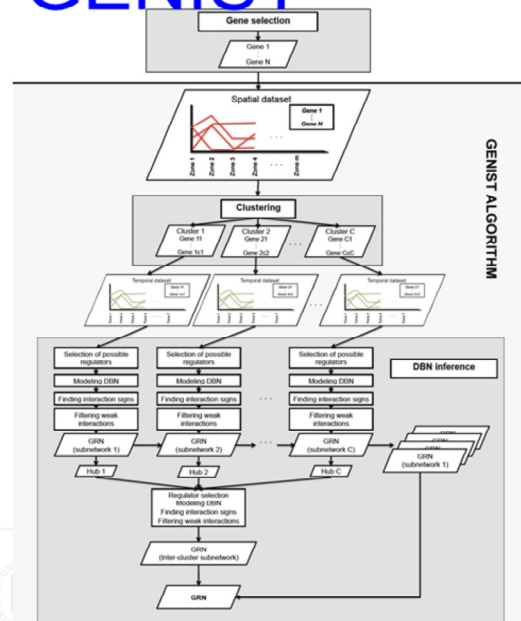 GENIST
Gene selection
Gene 1
Gene N
Spatial dataset
Gene 1
Gene N
Zone 1
Zone 2
Zone 3
Zone 4
Zone m
GENIST ALGORITHM
Clustering
Cluster 1
Gene 11
Gene 1c1
Cluster 2
Gene 21
Gene 2c2
Cluster C
Gene C1
Gene CcC
Temporal dataset
Temporal dataset
Temporal dataset
DBN inference
Selection of possible
regulators
Modeling DBN
Finding interaction signs
Filtering weak
interactions
GRN
(subnetwork 1)
Hub 1
Selection of possible
regulators
Modeling DBN
Finding interaction signs
Filtering weak
interactions
GRN
(subnetwork 2)
Hub 2
Selection of possible
regulators
Modeling DBN
Finding interaction signs
Filtering weak
interactions
GRN
(subnetwork C)
Hub C
GRN
(subnetwork 1)
Regulator selection
Modeling DBN
Finding interaction signs
Filtering weak interactions
GRN
(Inter-cluster subnetwork)
GRN